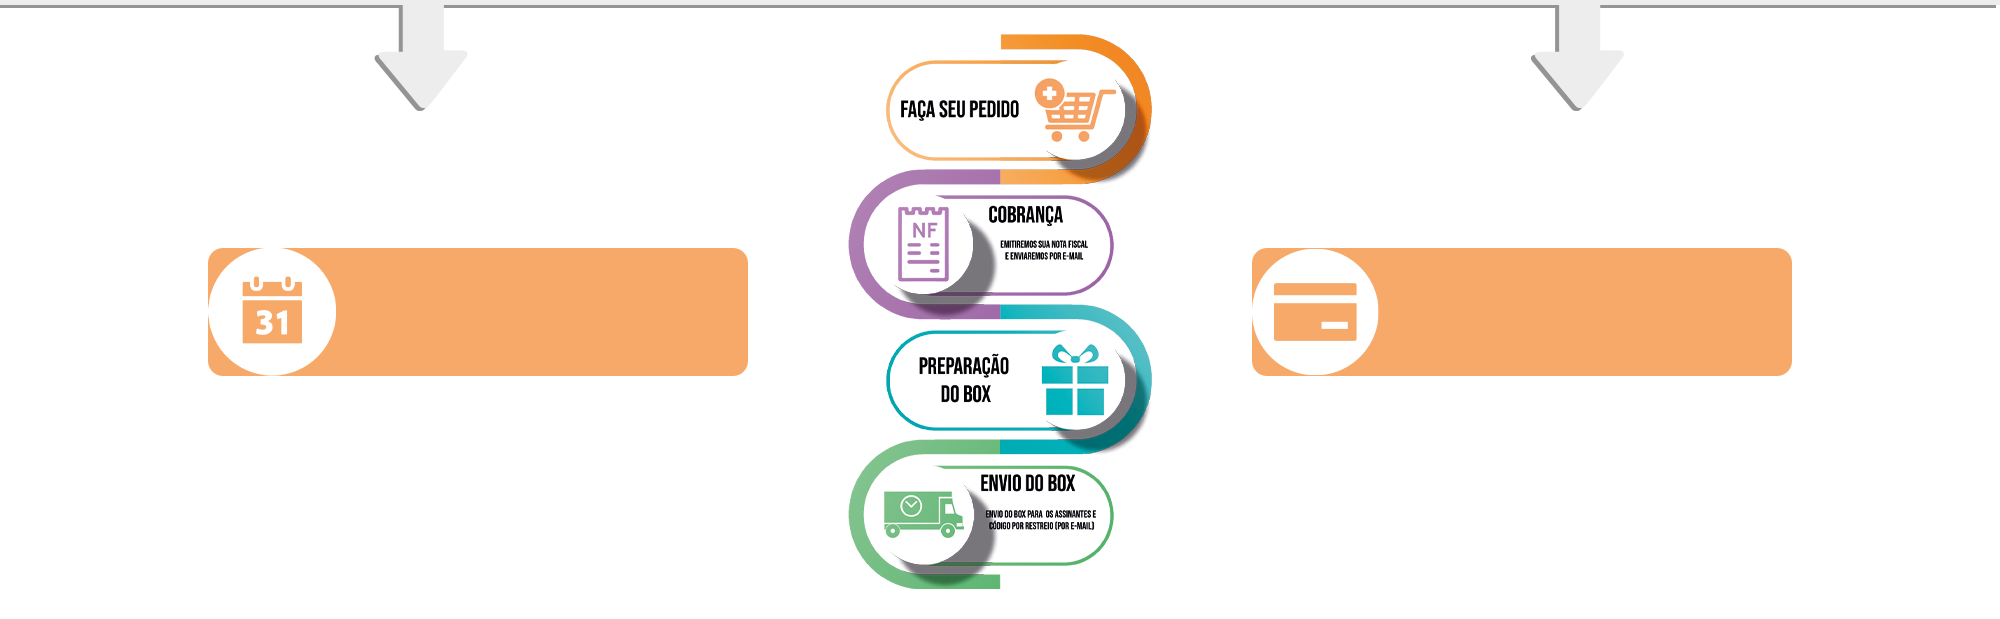 FAÇA SEU PEDIDO
COBRANÇA
NF
EMITIREMOS SUA NOTA FISCAL
E ENVIAREMOS POR E-MAIL
31
PREPARAÇÃO
DO BOX
ENVIO DO BOX
ENVIO DO BOX PARA OS ASSINANTES E
CÓDIGO POR RESTREIO (POR E-MAIL)